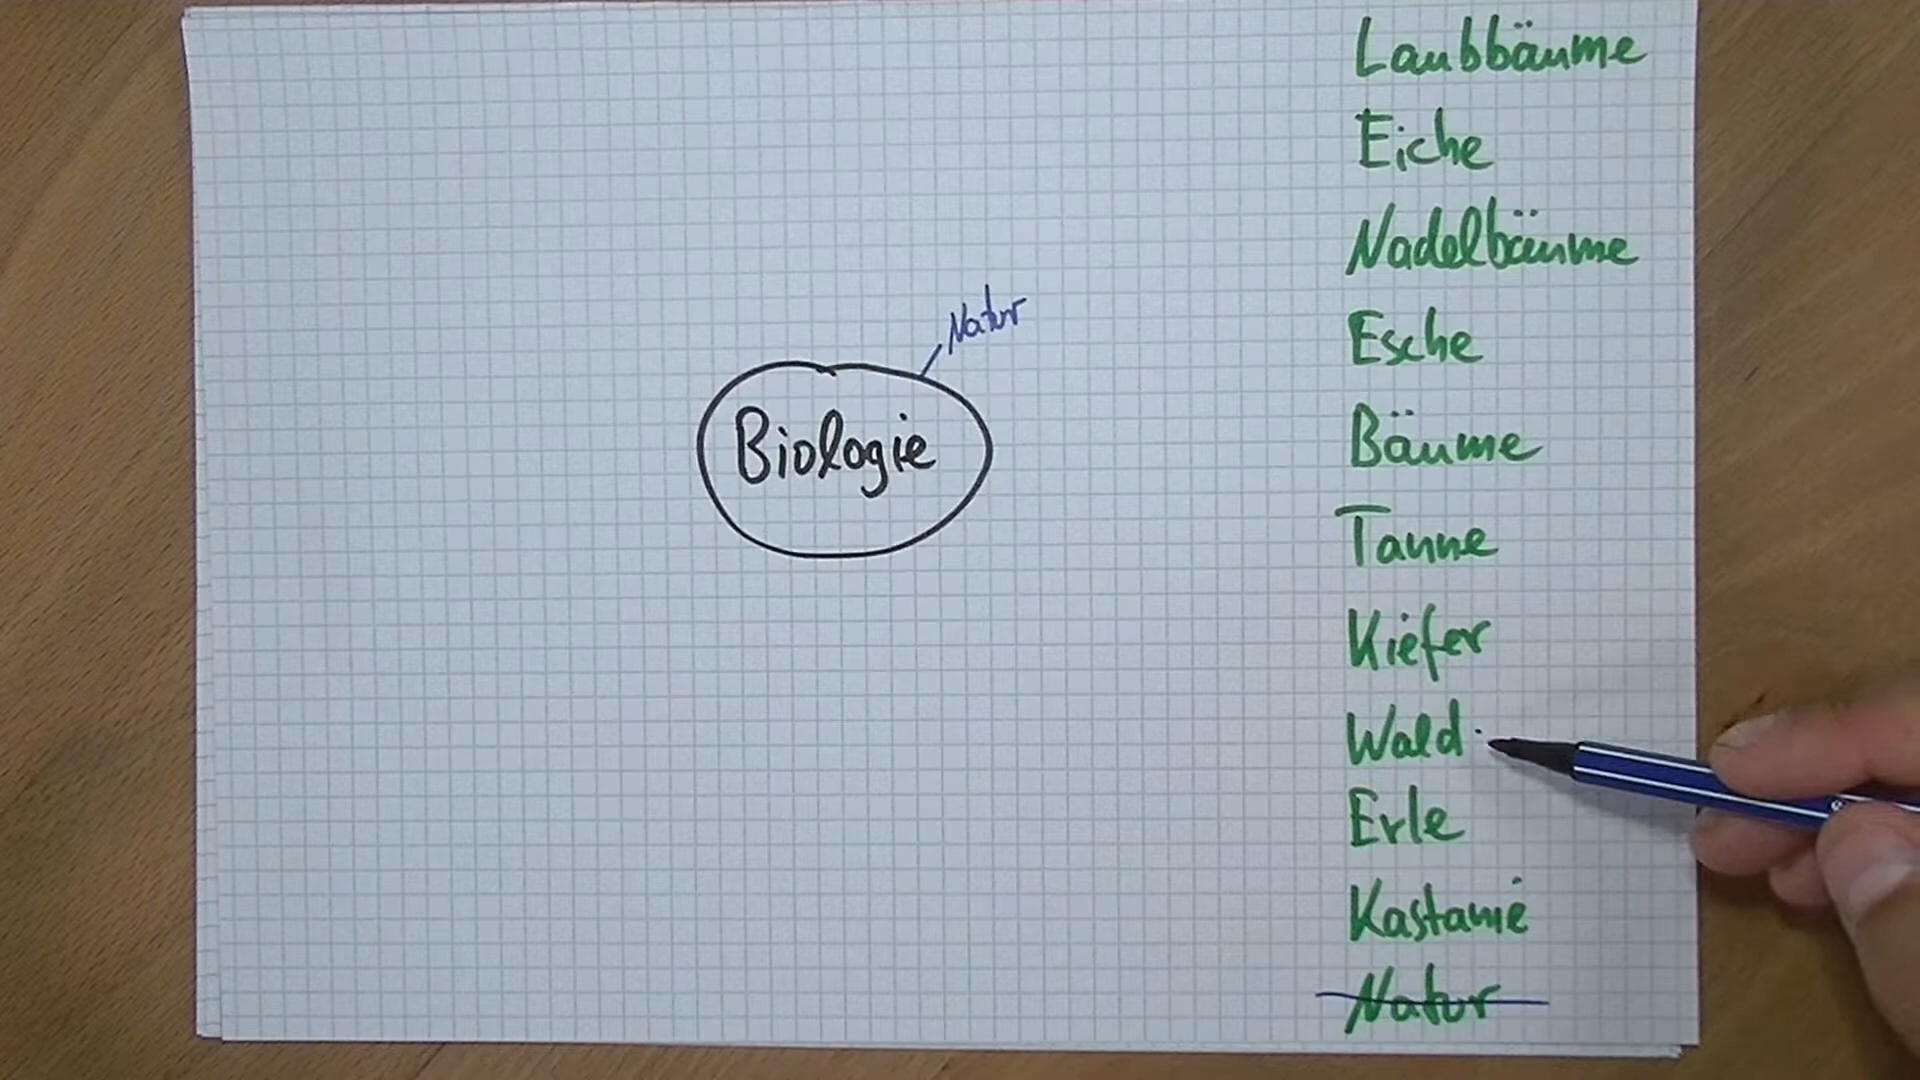 Laubbäume
Eiche
Nadelbäume
Esche
Bäume
Tanne
Kiefer
Wald
Erle
Kastanie
Natur
Natur
Biologie